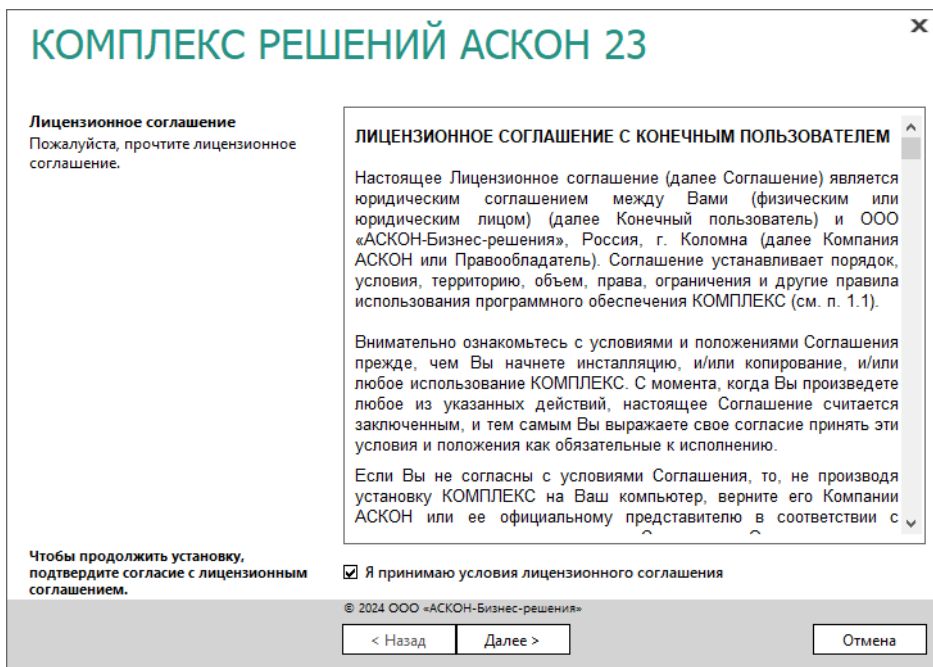 КОМПЛЕКС РЕШЕНИЙ АСКОН 23
Лицензионное соглашение
Пожалуйста, прочтите лицензионное
соглашение.
ЛИЦЕНЗИОННОЕ СОГЛАШЕНИЕ С КОНЕЧНЫМ ПОЛЬЗОВАТЕЛЕМ
Настоящее Лицензионное соглашение (далее Соглашение) является
юридическим соглашением между Вами (физическим или
юридическим лицом) (далее Конечный пользователь) и ООО
«АСКОН-Бизнес-решения», Россия, г. Коломна (далее Компания
АСКОН или Правообладатель). Соглашение устанавливает порядок,
условия, территорию, объем, права, ограничения и другие правила
использования программного обеспечения КОМПЛЕКС (см. п. 1.1).
Внимательно ознакомьтесь с условиями и положениями Соглашения
прежде, чем Вы начнете инсталляцию, и/или копирование, и/или
любое использование КОМПЛЕКС. С момента, когда Вы произведете
любое из указанных действий, настоящее Соглашение считается
заключенным, и тем самым Вы выражаете свое согласие принять эти
условия и положения как обязательные к исполнению.
Если Вы не согласны с условиями Соглашения, то, не производя
установку КОМПЛЕКС на Ваш компьютер, верните его Компании
АСКОН или ее официальному представителю в соответствии с
Чтобы продолжить установку,
подтвердите согласие с лицензионным
соглашением.
Я принимаю условия лицензионного соглашения
© 2024 ООО «АСКОН-Бизнес-решения»
< Назад
Далее >
Отмена